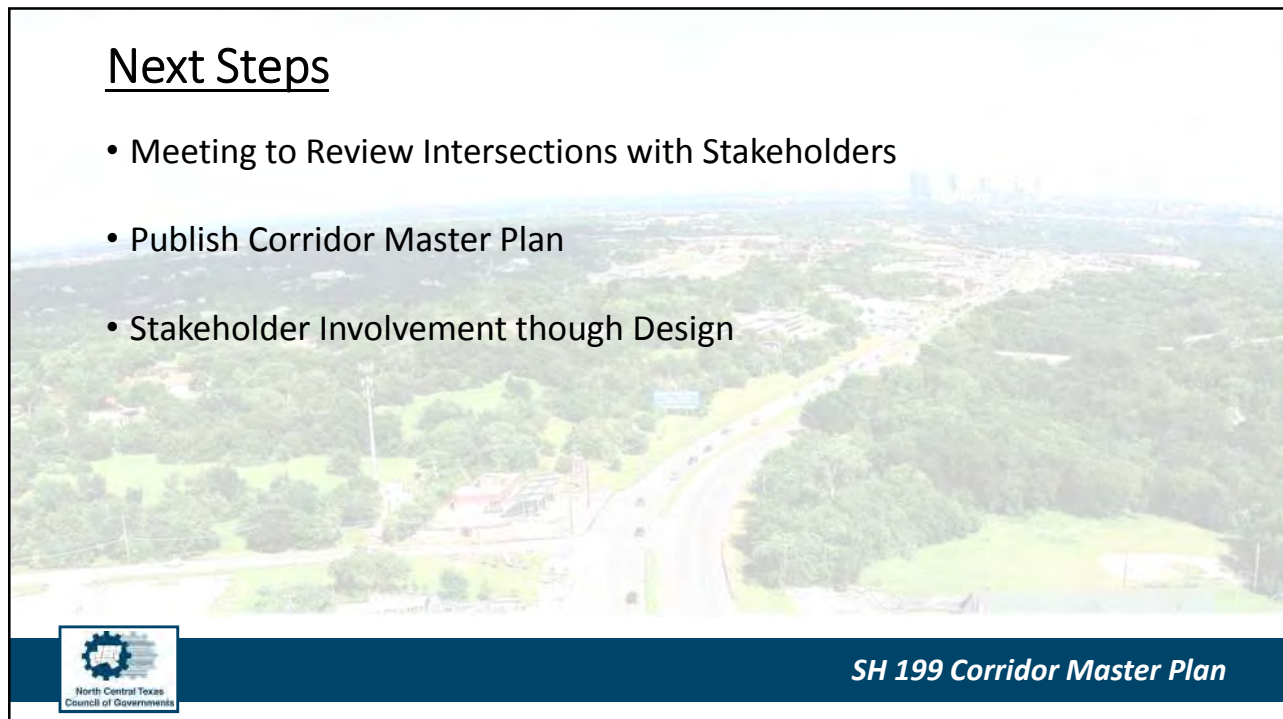 Next Steps
• Meeting to Review Intersections with Stakeholders
• Publish Corridor Master Plan
• Stakeholder Involvement though Design
North Central Texas
Council of Governments
SH 199 Corridor Master Plan